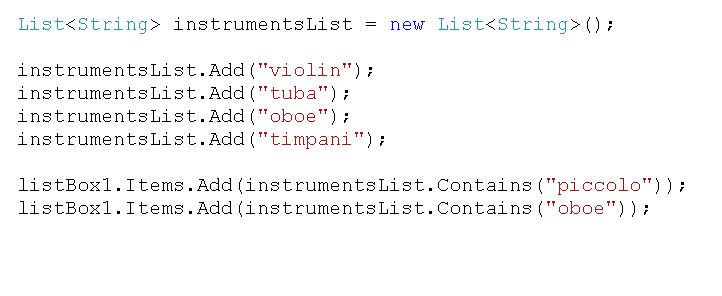 List<String> instrumentsList = new List<String>();
instrumentsList.Add("violin");
instrumentsList.Add("tuba");
instrumentsList.Add("oboe");
instrumentsList.Add("timpani");
listBox1.Items.Add(instrumentsList.Contains("piccolo"));
listBox1.Items.Add(instrumentsList.Contains("oboe"));